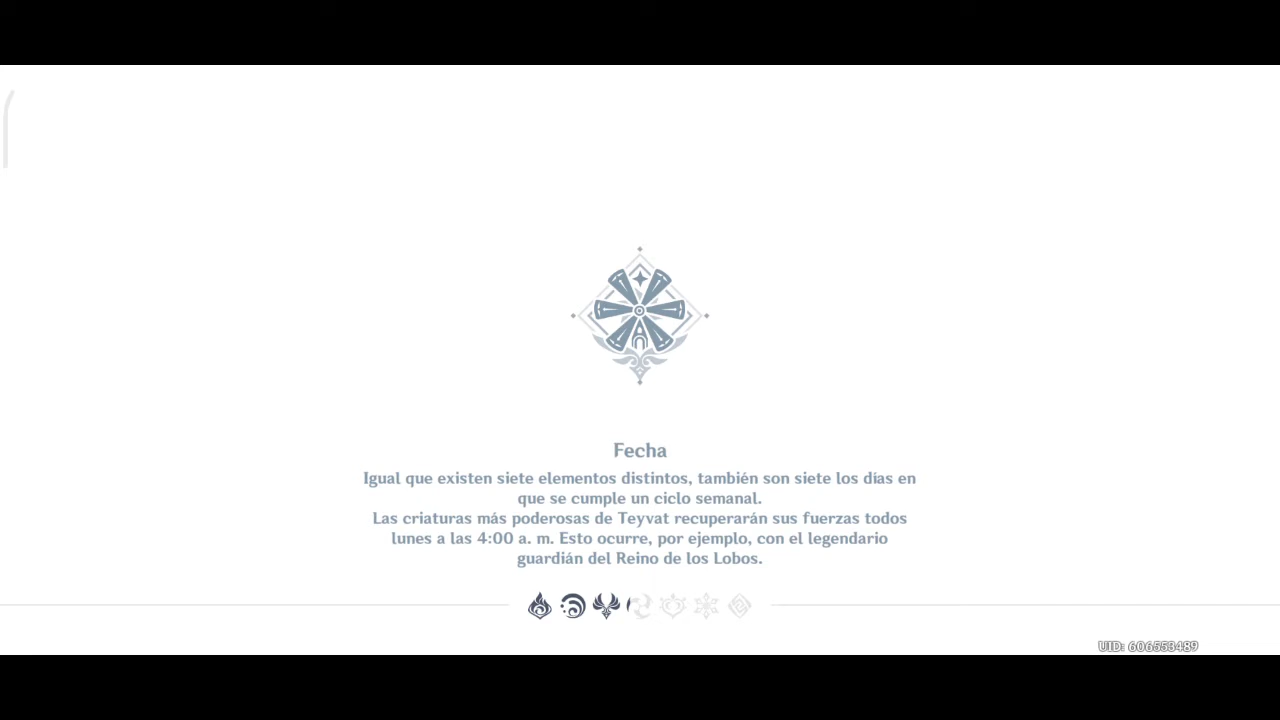 Fecha
Igual que existen siete elementos distintos, también son siete los días en
que se cumple un ciclo semanal.
Las criaturas más poderosas de Teyvat recuperarán sus fuerzas todos
lunes a las 4:00 a. m. Esto ocurre, por ejemplo, con el legendario
guardián del Reino de los Lobos.
UID: 606553489